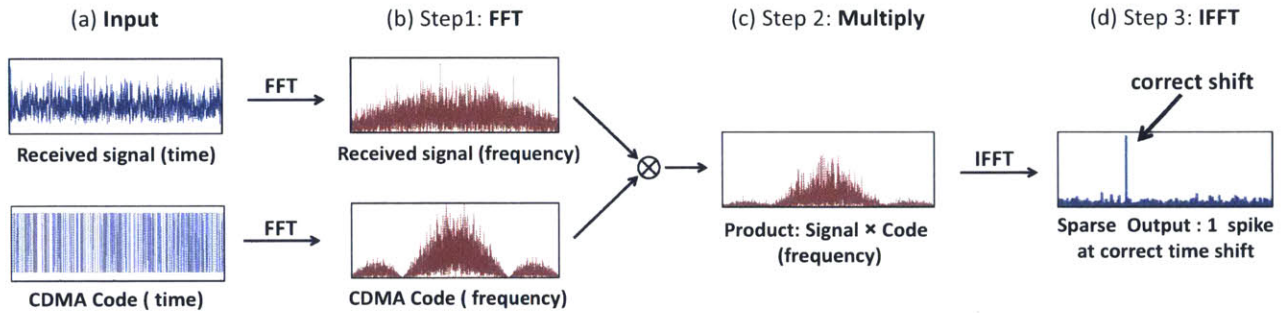 (a) Input
(b) Step1: FFT
(c) Step 2: Multiply
(d) Step 3: IFFT
FFT
Received signal (time)
Received signal (frequency)
correct shift
IFFT
FFT
CDMA Code ( time)
CDMA Code ( frequency)
Product: Signal × Code
(frequency)
Sparse Output : 1 spike
at correct time shift